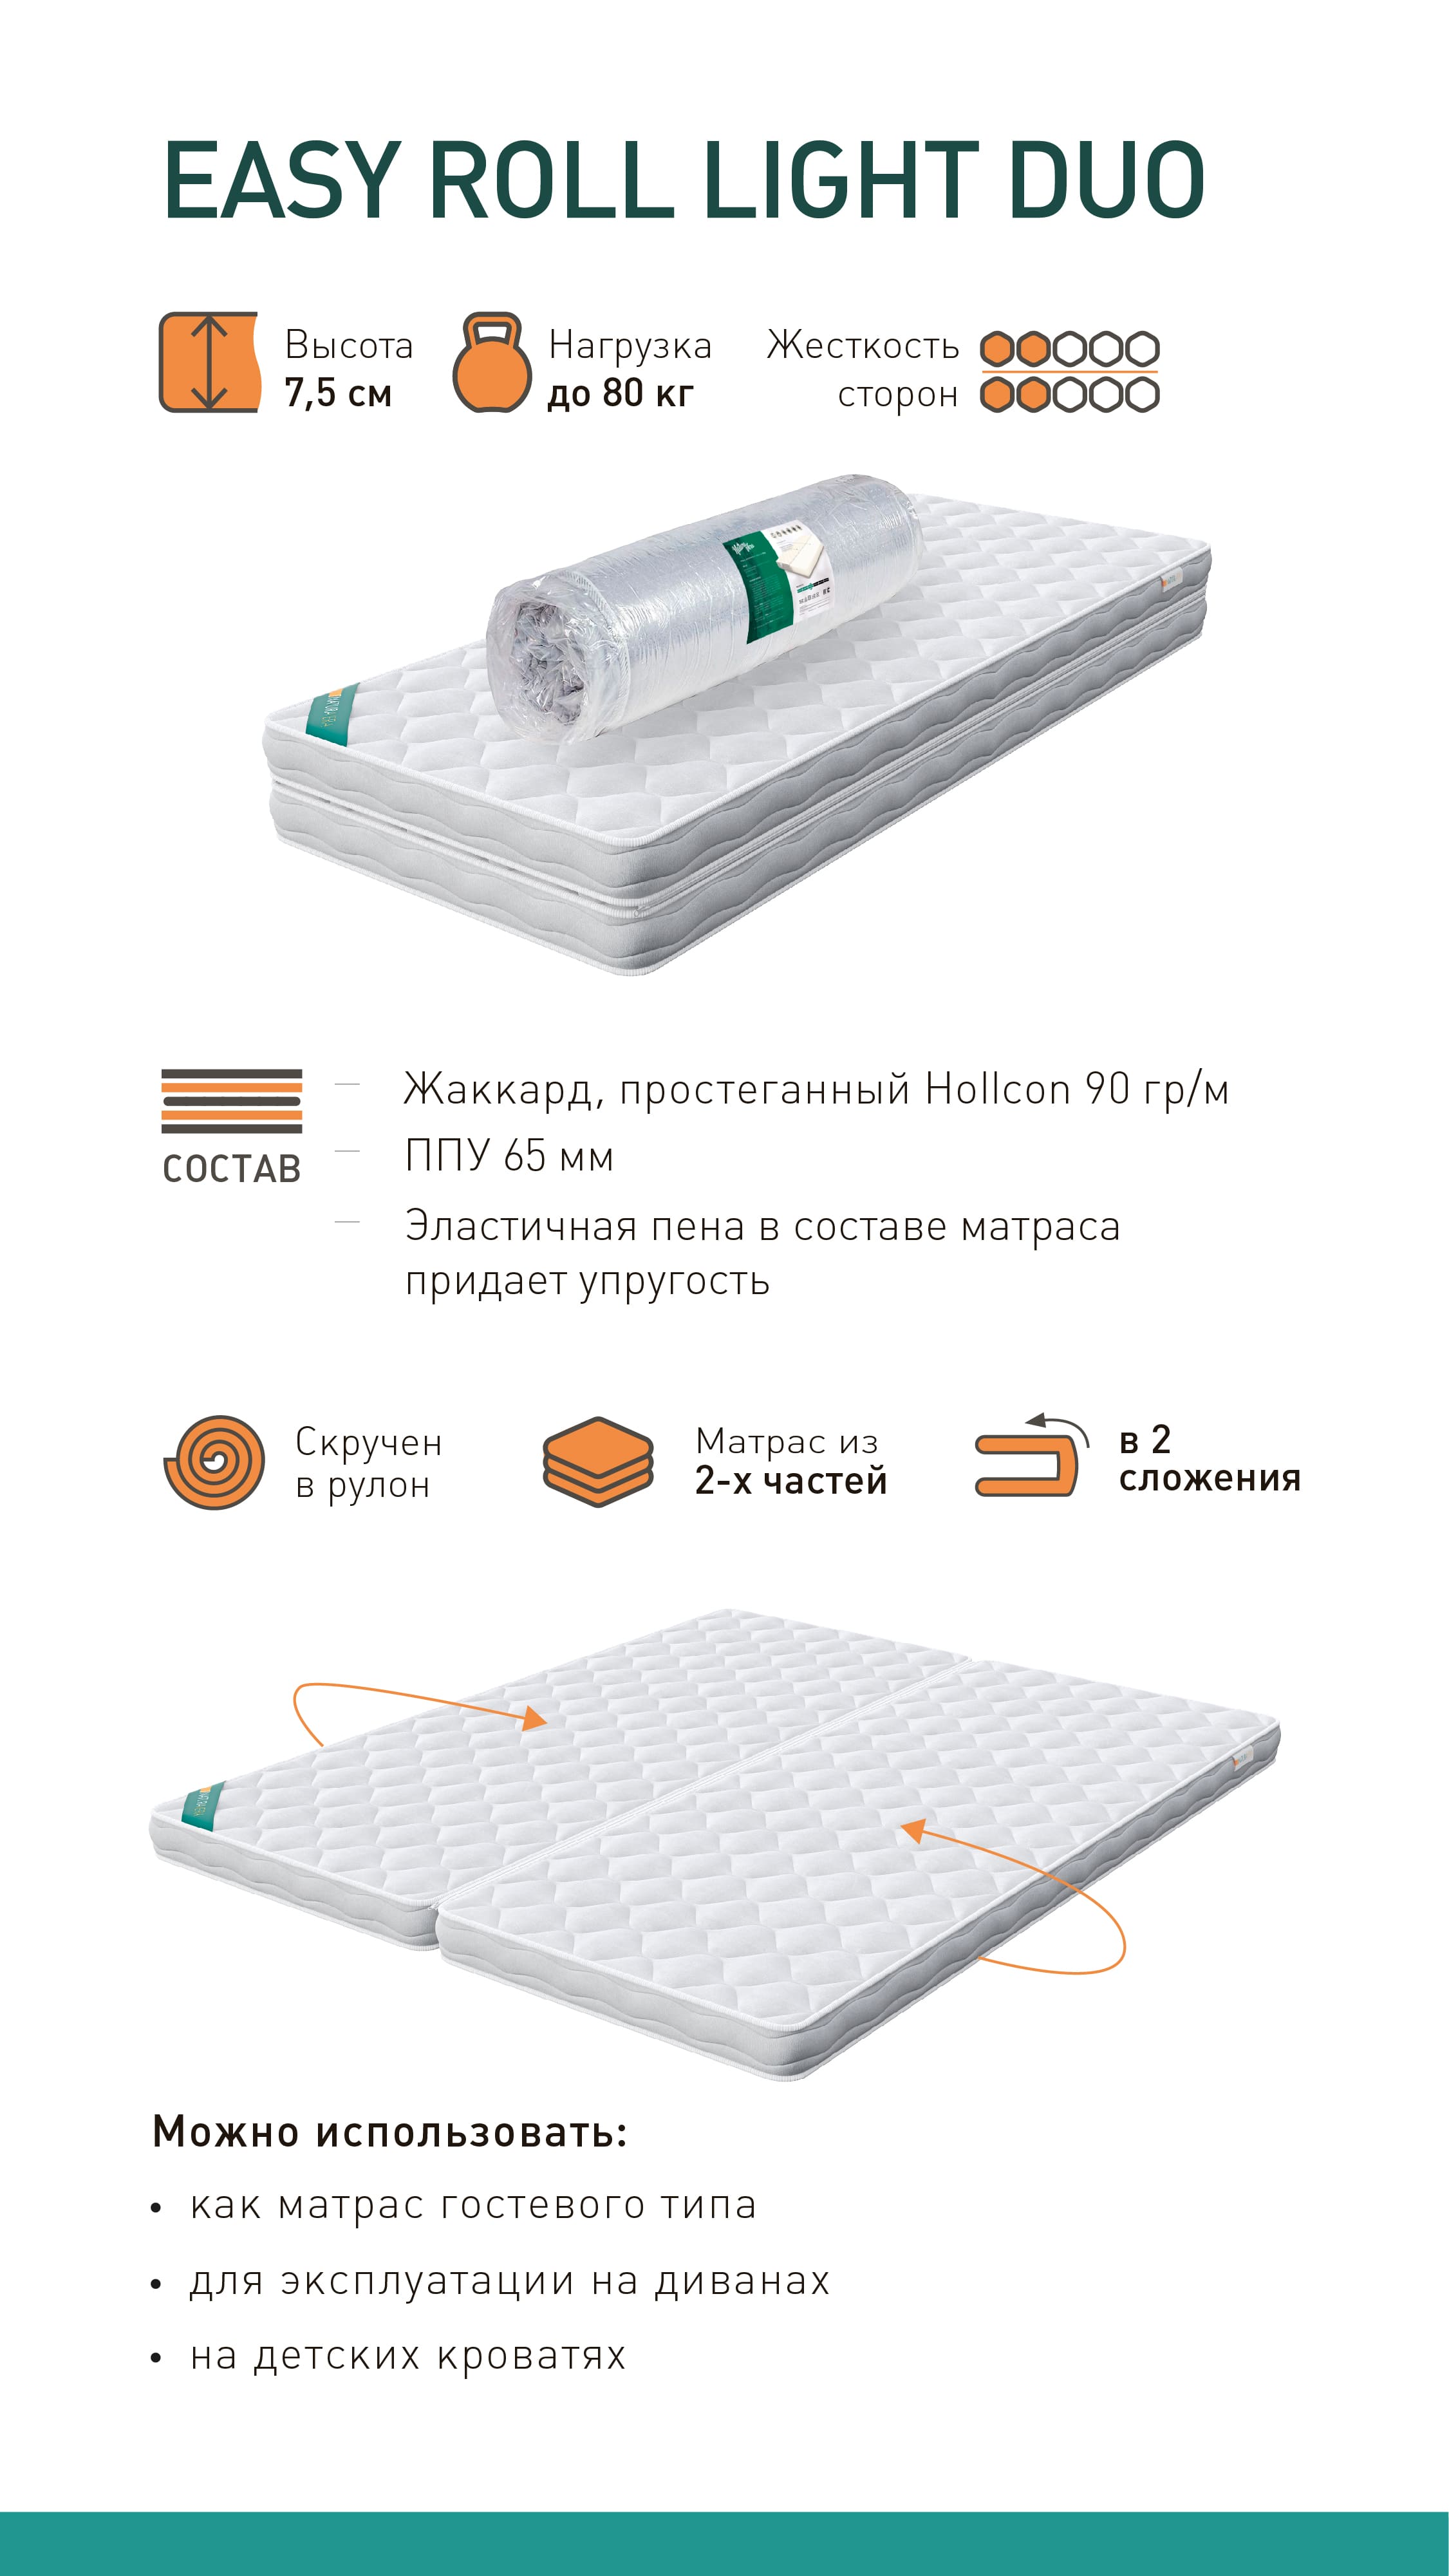 EASY ROLL LIGHT DUO
Высота
7,5 см
Нагрузка
до 80 кг
Жесткость
сторон
СОСТАВ
Жаккард, простеганный Hollcon 90 гр/м
ППУ 65 мм
Эластичная пена в составе матраса
придает упругость
Скручен
в рулон
Матрас из
2-х частей
в 2
сложения
Можно использовать:
• как матрас гостевого типа
• для эксплуатации на диванах
• на детских кроватях